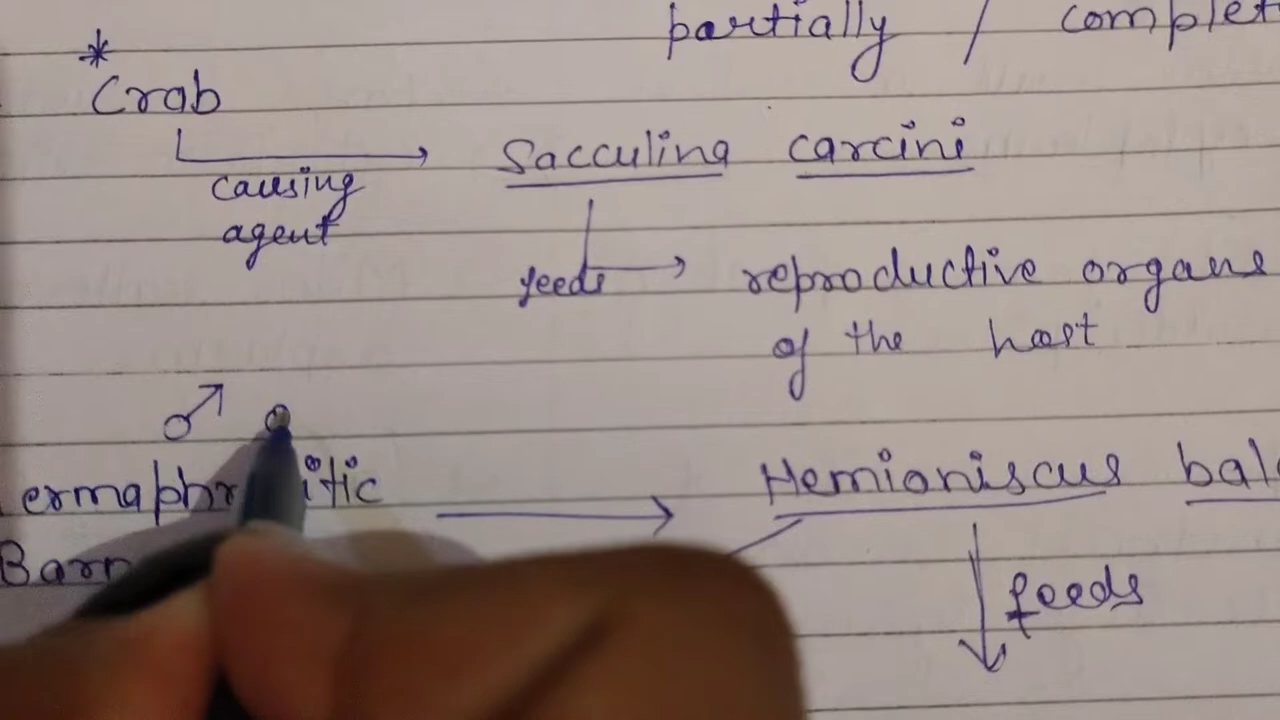 partially / complet
*
Crab
Sacculina carcini
causing
agent
feeds
reproductive organs
of the host
♂
ermaphr itic
Hemioniscus bal
Barn
feeds